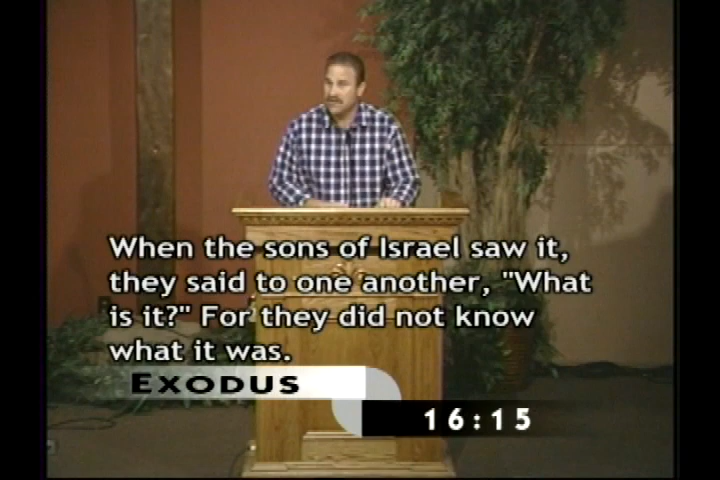 When the sons of Israel saw it,
they said to one another, "What
is it?" For they did not know
what it was.
EXODUS
16:15